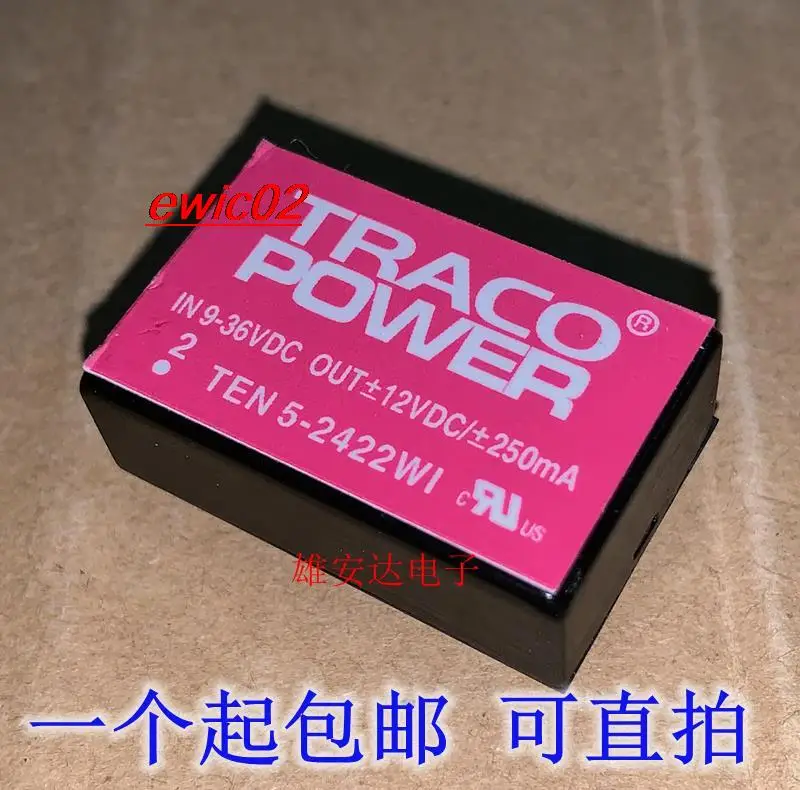 ewic02
TRACO
POWER®
IN 9-36VDC OUT±12VDC/±250mA
2
TEN 5-2422WI
c RU US
雄安达电子
一个起包邮 可直拍